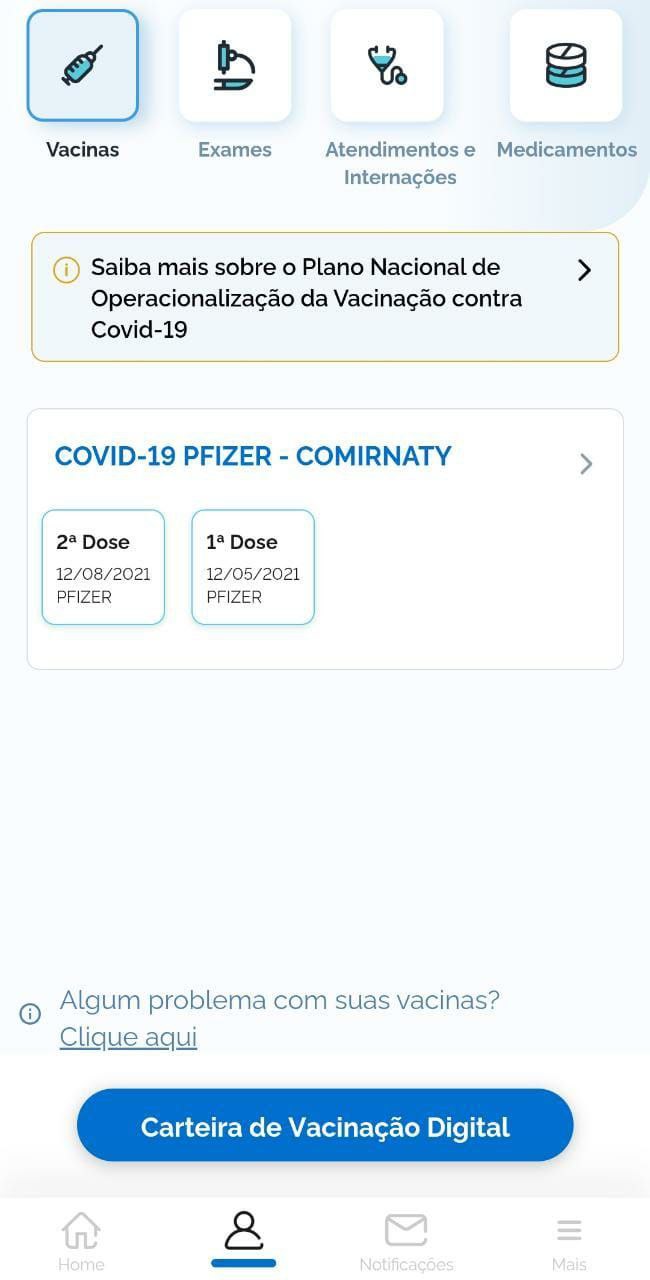 Vacinas
Exames
Atendimentos e
Internações
Medicamentos
Saiba mais sobre o Plano Nacional de
Operacionalização da Vacinação contra
Covid-19
COVID-19 PFIZER - COMIRNATY
2ª Dose
12/08/2021
PFIZER
1ª Dose
12/05/2021
PFIZER
Algum problema com suas vacinas?
Clique aqui
Carteira de Vacinação Digital
Home
Notificações
Mais